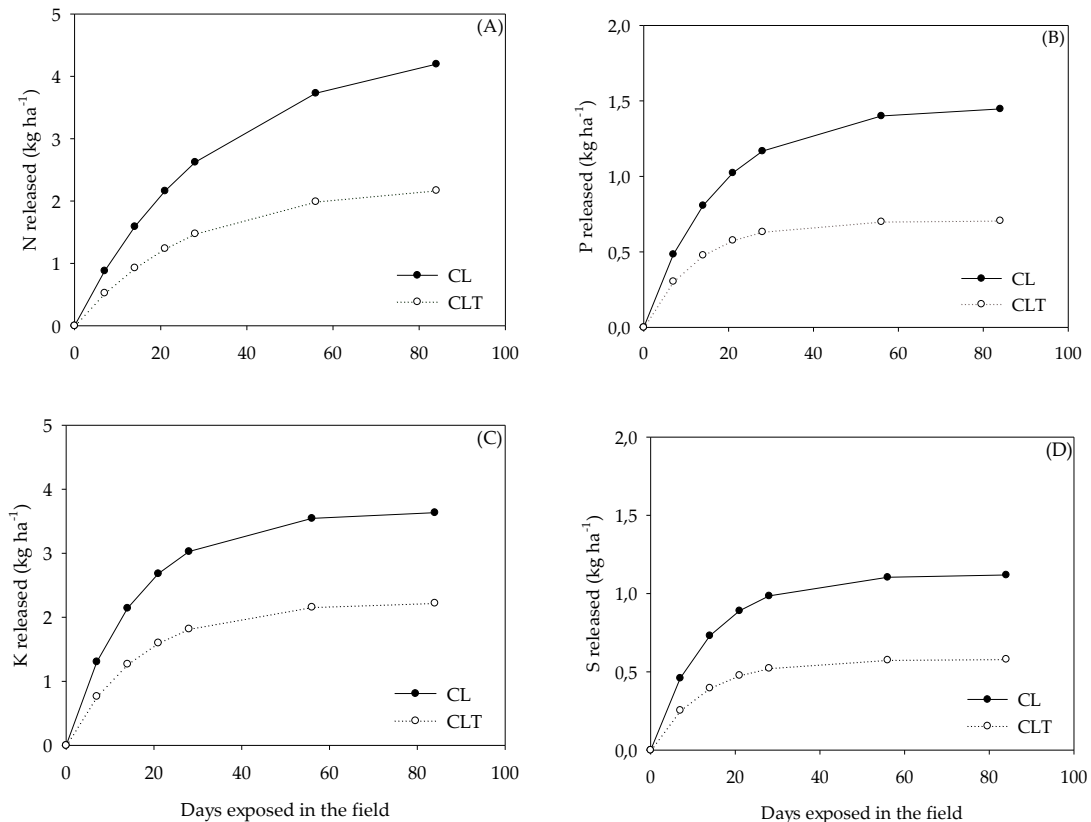 (A)
N released (kg ha⁻¹)
5
4
3
2
1
0
CL
CLT
0 20 40 60 80 100
(B)
P released (kg ha⁻¹)
2,0
1,5
1,0
0,5
0,0
CL
CLT
0 20 40 60 80 100
(C)
K released (kg ha⁻¹)
5
4
3
2
1
0
CL
CLT
0 20 40 60 80 100
Days exposed in the field
(D)
S released (kg ha⁻¹)
2,0
1,5
1,0
0,5
0,0
CL
CLT
0 20 40 60 80 100
Days exposed in the field